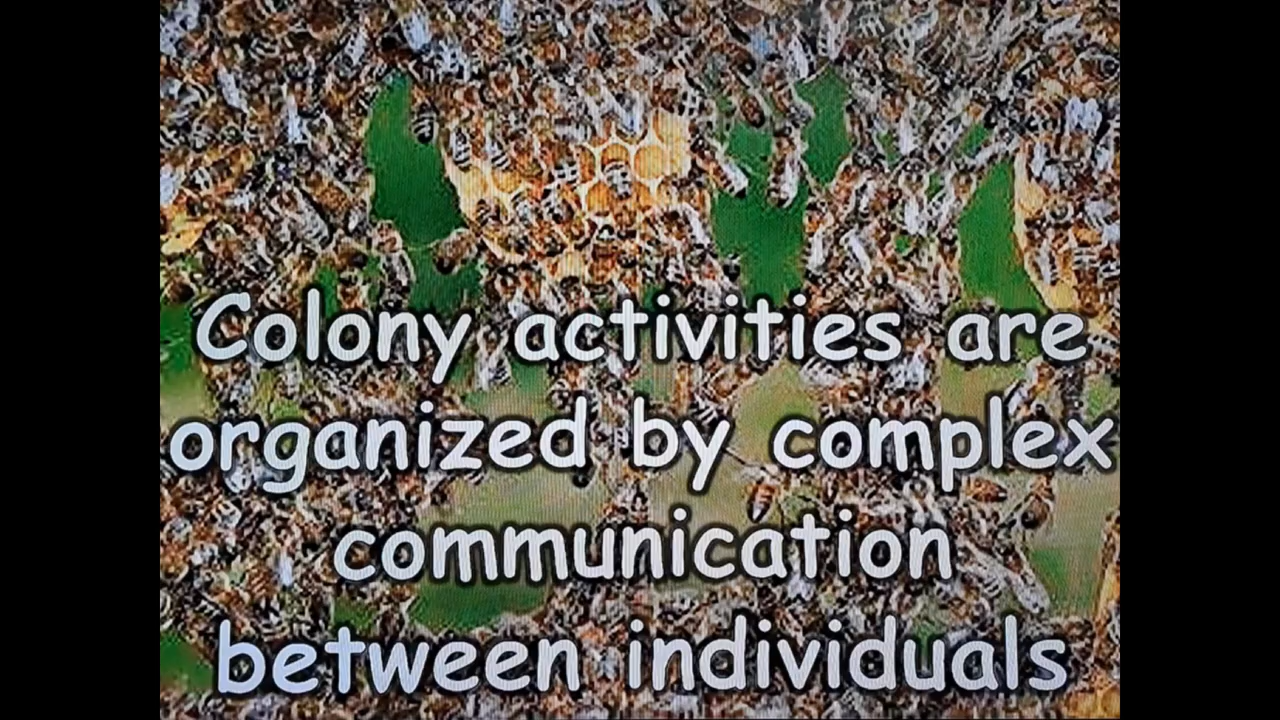 Colony activities are
organized by complex
communication
between individuals